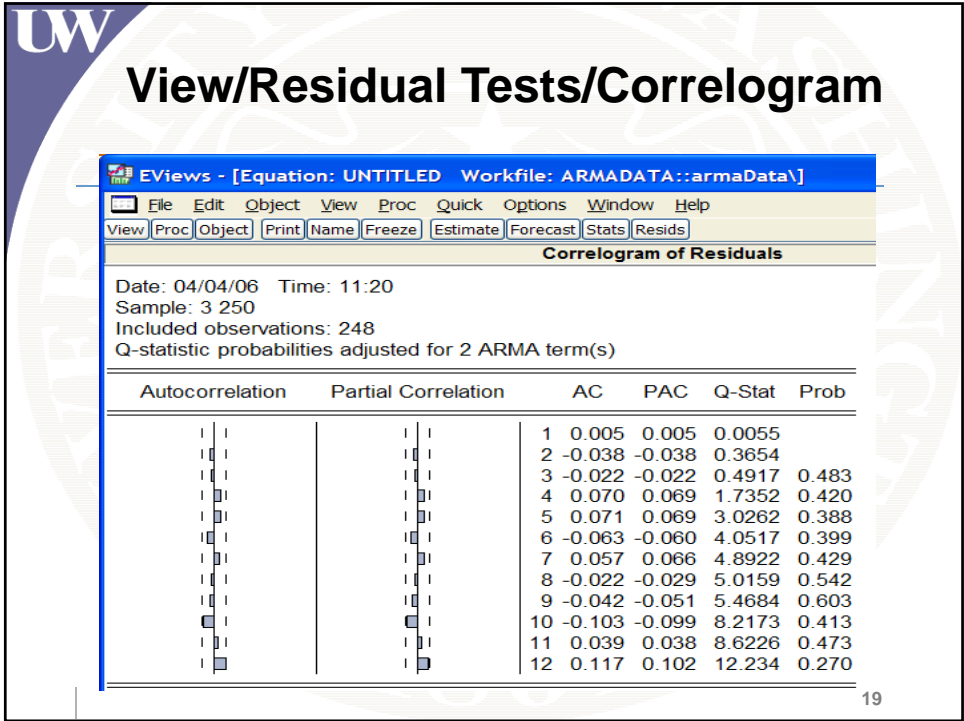 UW
View/Residual Tests/Correlogram
EViews - [Equation: UNTITLED Workfile: ARMADATA::armaData\]
File Edit Object View Proc Quick Options Window Help
View Proc Object Print Name Freeze Estimate Forecast Stats Resids
Correlogram of Residuals
Date: 04/04/06 Time: 11:20
Sample: 3 250
Included observations: 248
Q-statistic probabilities adjusted for 2 ARMA term(s)
Autocorrelation Partial Correlation AC PAC Q-Stat Prob
1 0.005 0.005 0.0055
2 -0.038 -0.038 0.3654
3 -0.022 -0.022 0.4917 0.483
4 0.070 0.069 1.7352 0.420
5 0.071 0.069 3.0262 0.388
6 -0.063 -0.060 4.0517 0.399
7 0.057 0.066 4.8922 0.429
8 -0.022 -0.029 5.0159 0.542
9 -0.042 -0.051 5.4684 0.603
10 -0.103 -0.099 8.2173 0.413
11 0.039 0.038 8.6226 0.473
12 0.117 0.102 12.234 0.270
19